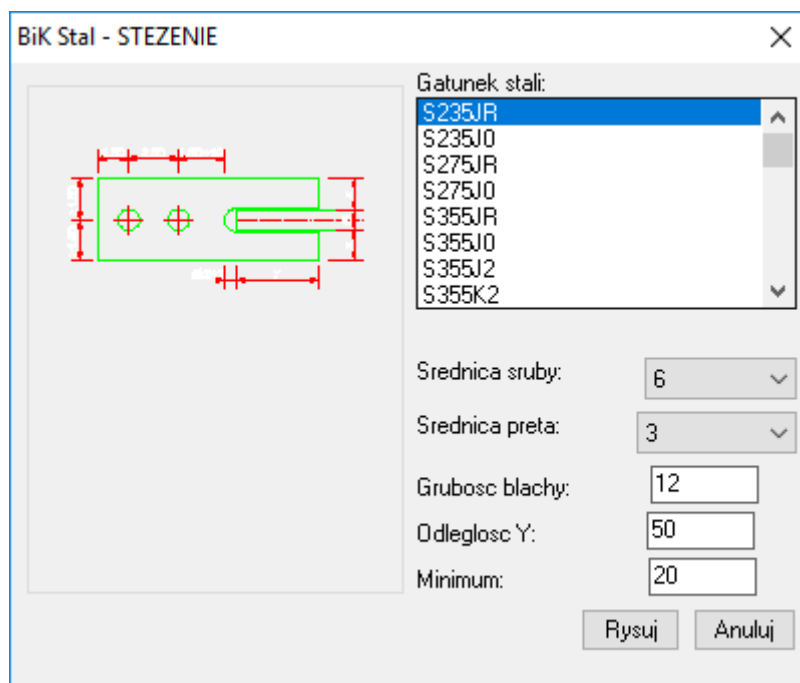 BiK Stal - STEZENIE
Gatunek stali:
S235JR
S235J0
S275JR
S275J0
S355JR
S355J0
S355J2
S355K2
Srednica sruby:
6
Srednica preta:
3
Grubosc blachy:
12
Odleglosc Y:
50
Minimum:
20
Rysuj
Anuluj